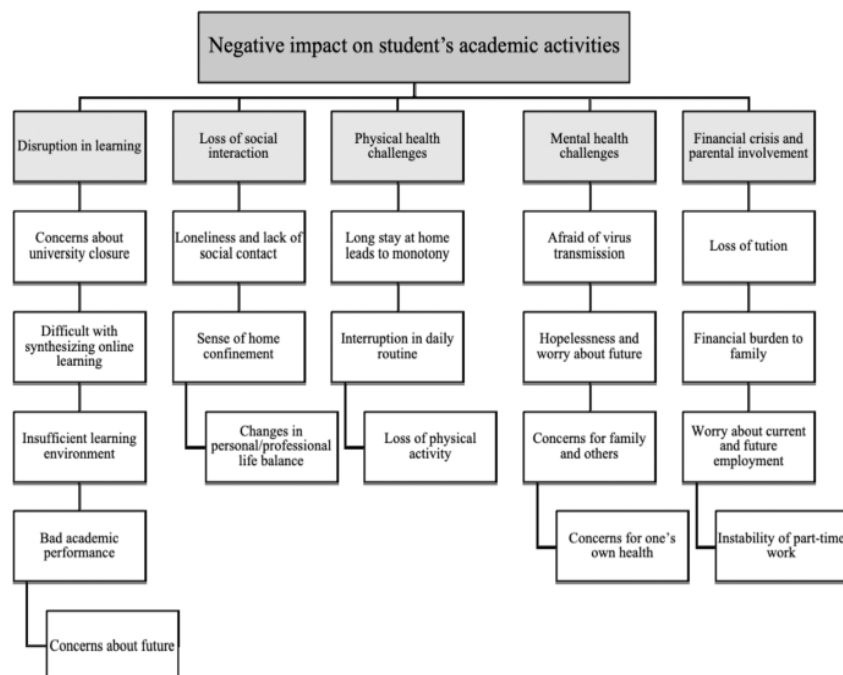 Negative impact on student's academic activities
Disruption in learning
Loss of social
interaction
Physical health
challenges
Mental health
challenges
Financial crisis and
parental involvement
Concerns about
university closure
Loneliness and lack of
social contact
Long stay at home
leads to monotony
Afraid of virus
transmission
Loss of tution
Difficult with
synthesizing online
learning
Sense of home
confinement
Interruption in daily
routine
Hopelessness and
worry about future
Financial burden to
family
Insufficient learning
environment
Changes in
personal/professional
life balance
Loss of physical
activity
Concerns for family
and others
Worry about current
and future
employment
Bad academic
performance
Concerns for one's
own health
Instability of part-time
work
Concerns about future